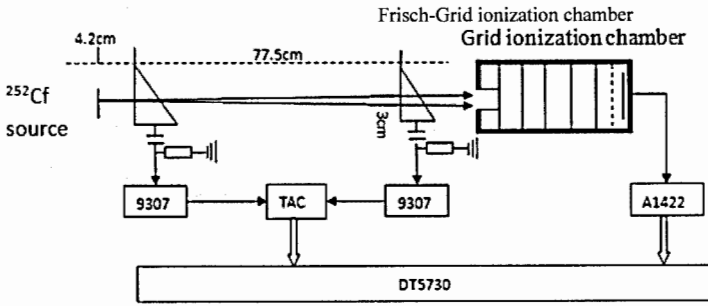 Frisch-Grid ionization chamber
Grid ionization chamber
4.2cm
77.5cm
²⁵²Cf
source
3cm
9307
TAC
9307
A1422
DT5730